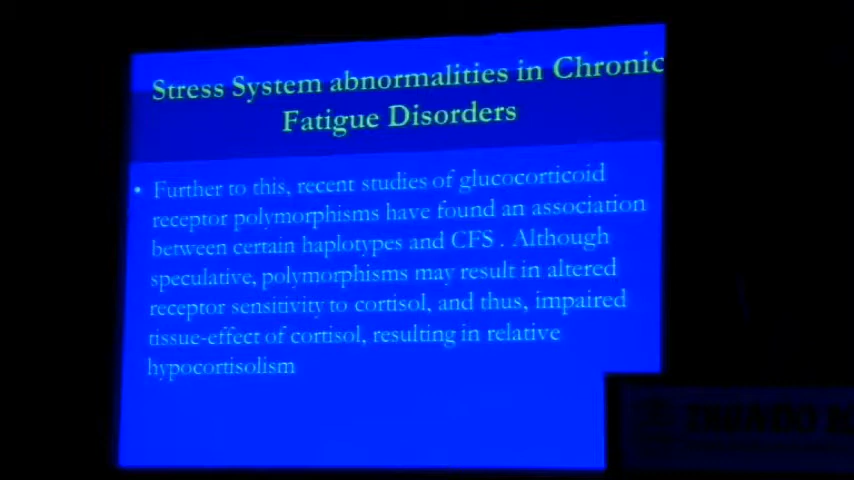 Stress System abnormalities in Chronic
Fatigue Disorders
• Further to this, recent studies of glucocorticoid
receptor polymorphisms have found an association
between certain haplotypes and CFS . Although
speculative, polymorphisms may result in altered
receptor sensitivity to cortisol, and thus, impaired
tissue-effect of cortisol, resulting in relative
hypocortisolism